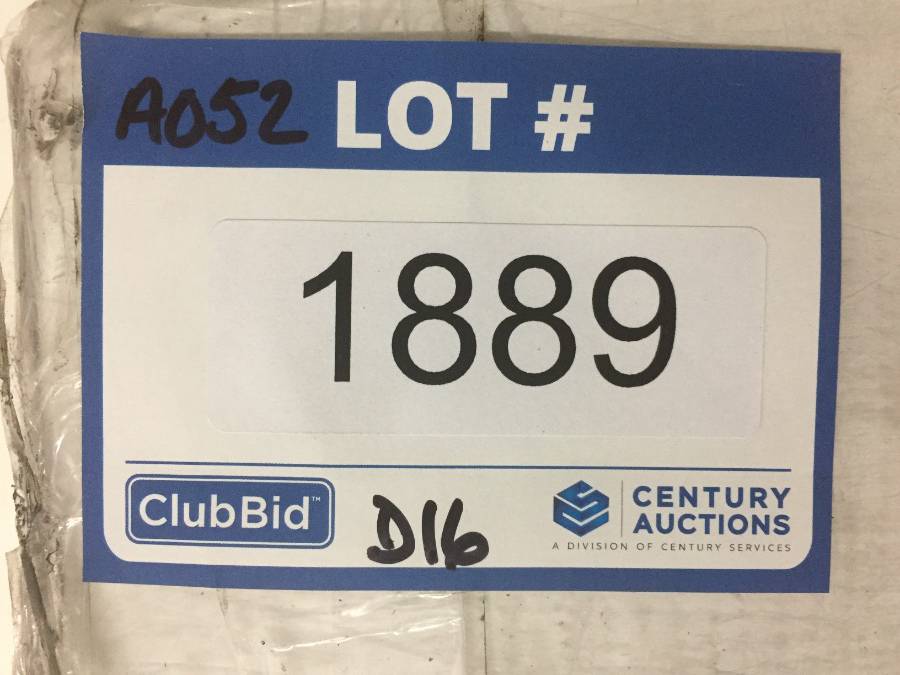 A052 LOT #
1889
ClubBid™
D16
CENTURY
AUCTIONS
A DIVISION OF CENTURY SERVICES